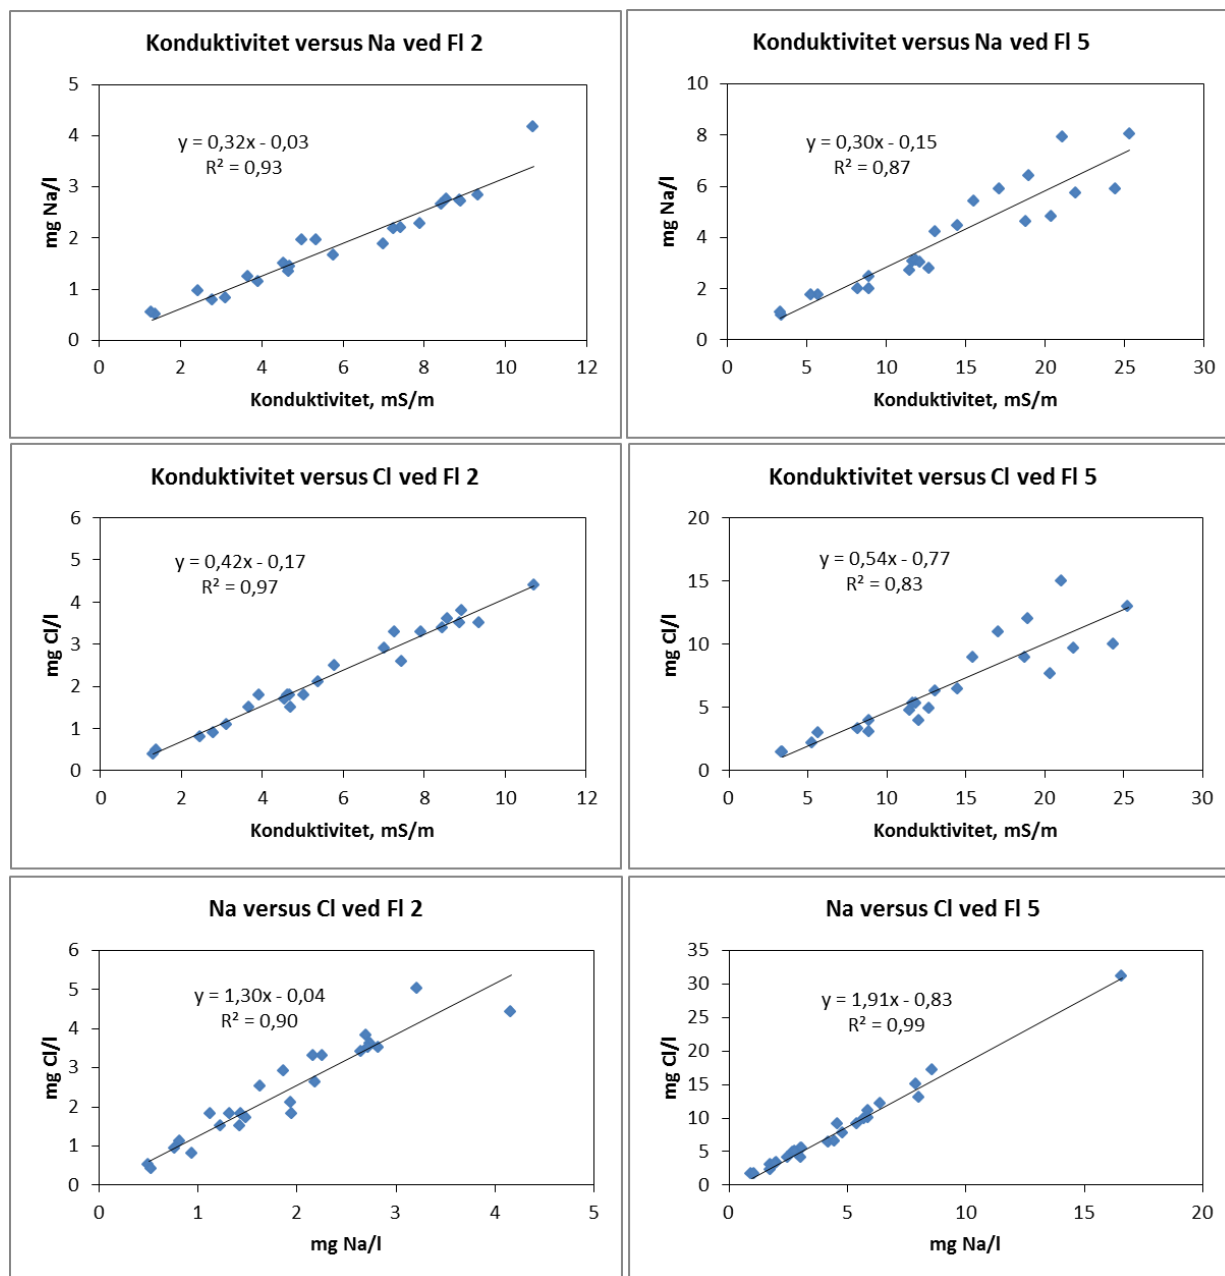 Konduktivitet versus Na ved Fl 2
5
4
3
2
1
0
mg Na/l
y = 0,32x - 0,03
R² = 0,93
0 2 4 6 8 10 12
Konduktivitet, mS/m
Konduktivitet versus Na ved Fl 5
10
8
6
4
2
0
mg Na/l
y = 0,30x - 0,15
R² = 0,87
0 5 10 15 20 25 30
Konduktivitet, mS/m
Konduktivitet versus Cl ved Fl 2
6
5
4
3
2
1
0
mg Cl/l
y = 0,42x - 0,17
R² = 0,97
0 2 4 6 8 10 12
Konduktivitet, mS/m
Konduktivitet versus Cl ved Fl 5
20
15
10
5
0
mg Cl/l
y = 0,54x - 0,77
R² = 0,83
0 5 10 15 20 25 30
Konduktivitet, mS/m
Na versus Cl ved Fl 2
6
5
4
3
2
1
0
mg Cl/l
y = 1,30x - 0,04
R² = 0,90
0 1 2 3 4 5
mg Na/l
Na versus Cl ved Fl 5
35
30
25
20
15
10
5
0
mg Cl/l
y = 1,91x - 0,83
R² = 0,99
0 5 10 15 20
mg Na/l